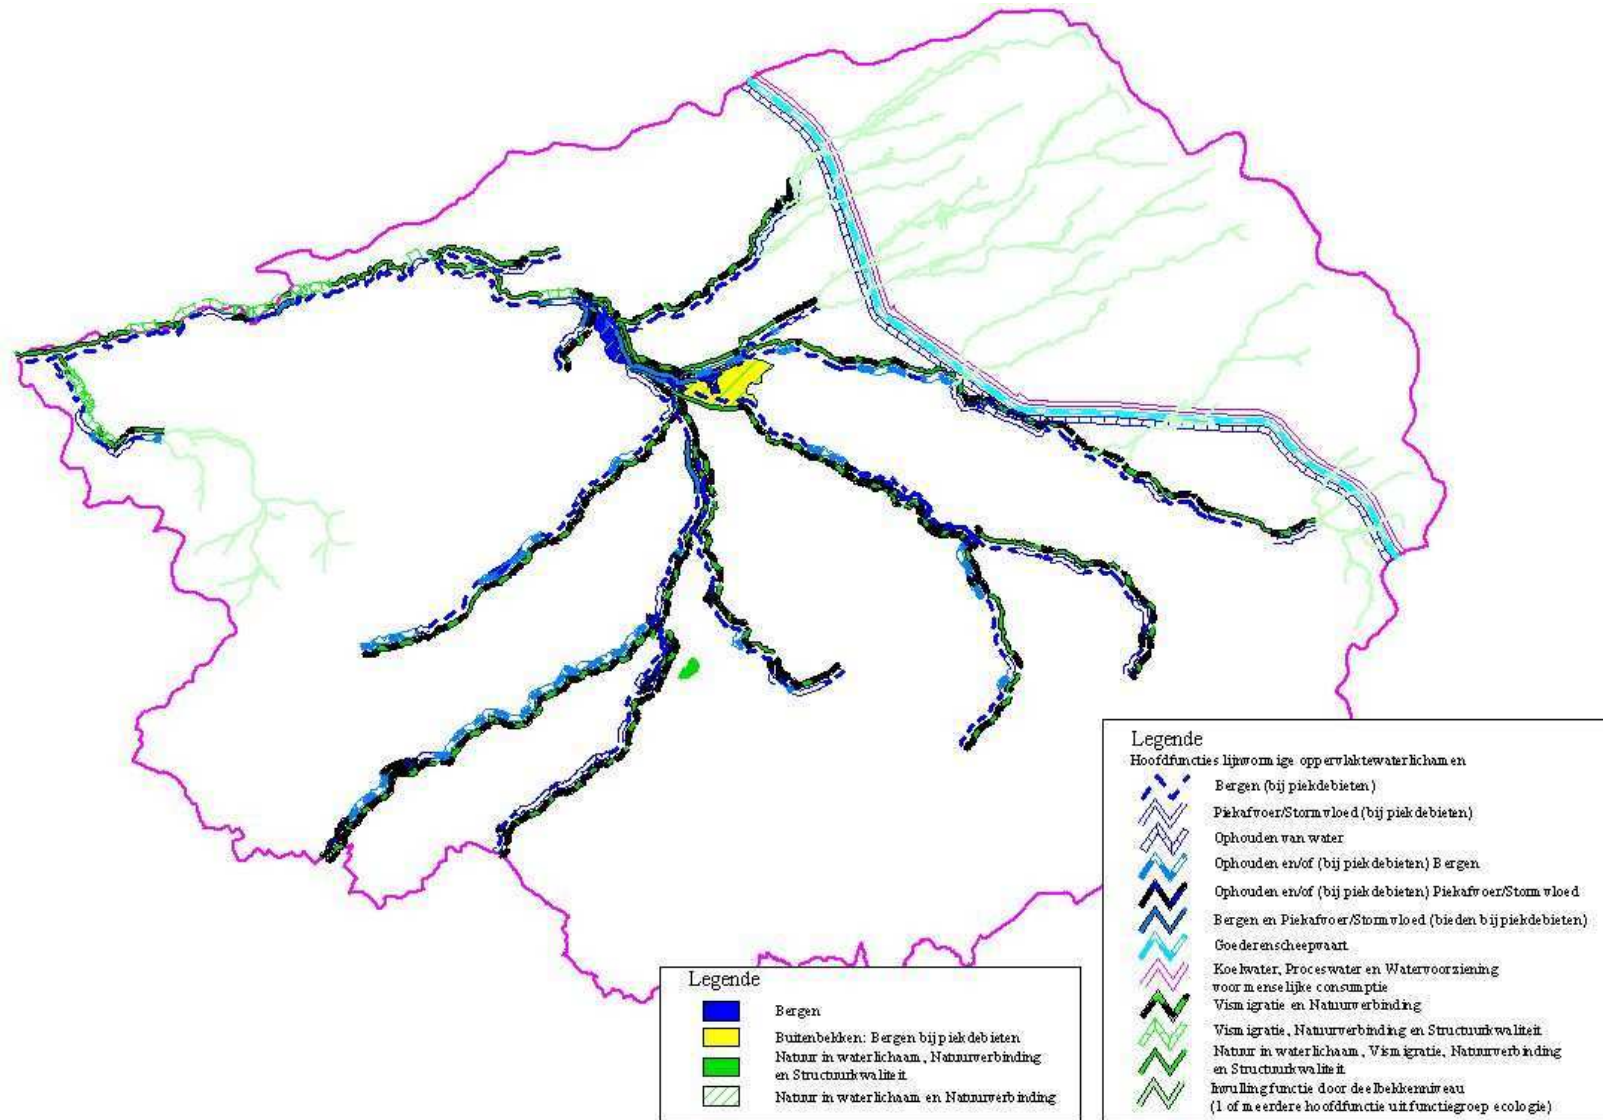 Legende
Bergen
Buitenbekken: Bergen bij piekdebieten
Natuur in waterlichaam, Natuurverbinding
en Structuurkwaliteit
Natuur in waterlichaam en Natuurverbinding
Legende
Hoofdfuncties lijnvormige oppervlaktewaterlichamen
Bergen (bij piekdebieten)
Piekafvoer/Stormvloed (bij piekdebieten)
Ophouden van water
Ophouden en/of (bij piekdebieten) Bergen
Ophouden en/of (bij piekdebieten) Piekafvoer/Stormvloed
Bergen en Piekafvoer/Stormvloed (bieden bij piekdebieten)
Goederenscheepvaart
Koelwater, Proceswater en Watervoorziening
voor menselijke consumptie
Vismigratie en Natuurverbinding
Vismigratie, Natuurverbinding en Structuurkwaliteit
Natuur in waterlichaam, Vismigratie, Natuurverbinding
en Structuurkwaliteit
Invulling functie door deelbekkenniveau
(1 of meerdere hoofdfunctie uit functiegroep ecologie)